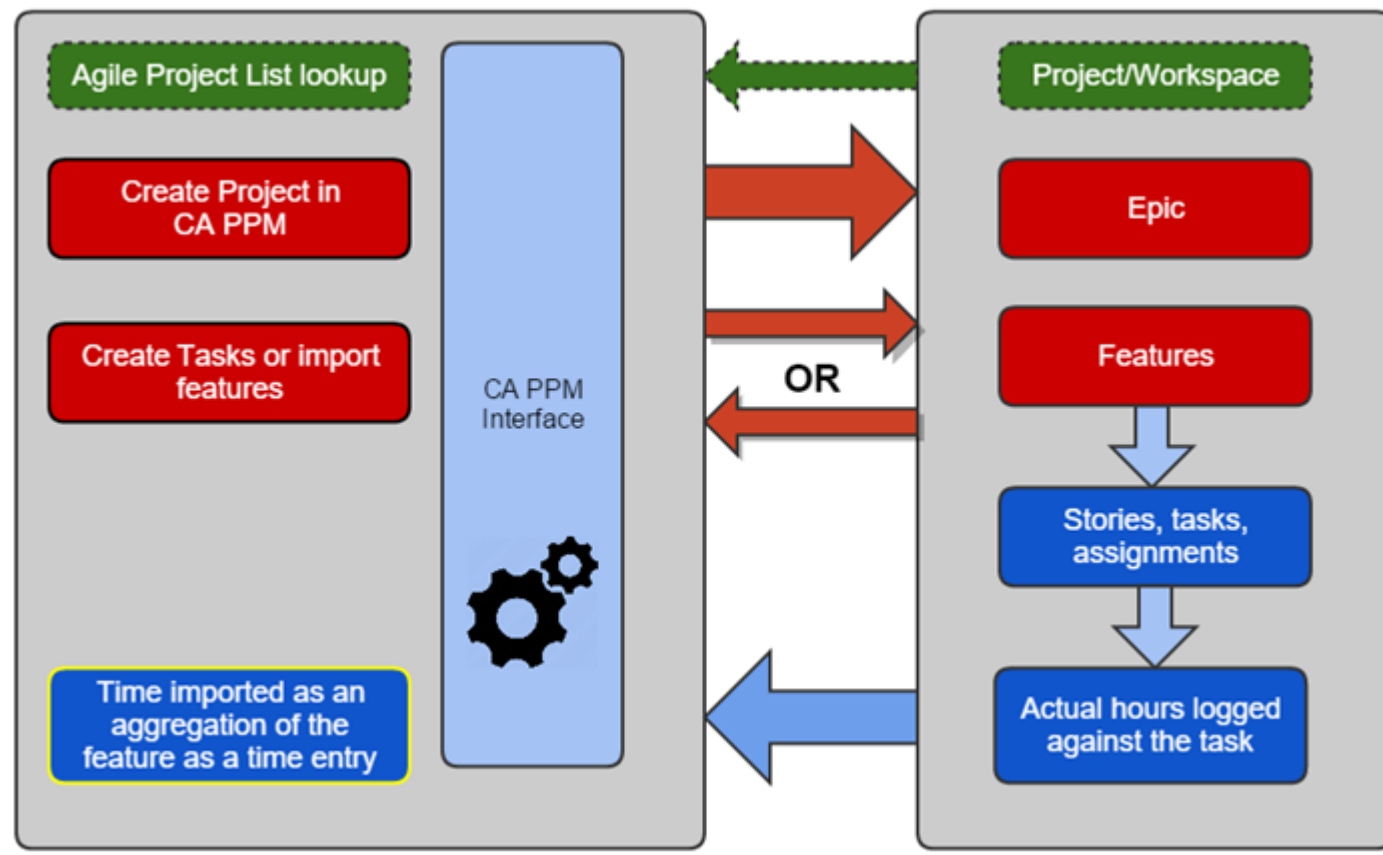 Agile Project List lookup
Project/Workspace
Create Project in
CA PPM
Epic
Create Tasks or import
features
CA PPM
Interface
OR
Features
Stories, tasks,
assignments
Time imported as an
aggregation of the
feature as a time entry
Actual hours logged
against the task